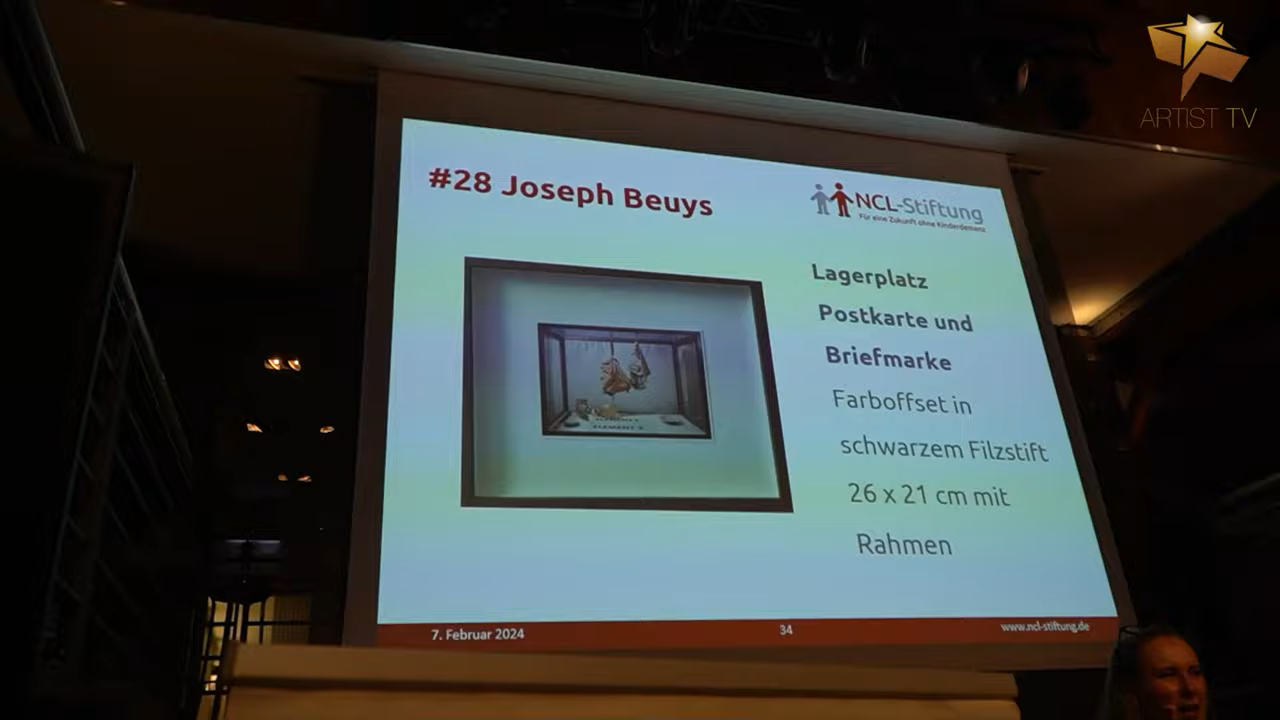 ARTIST TV
#28 Joseph Beuys
NCL-Stiftung
Für eine Zukunft ohne Kinderdemenz
Lagerplatz
Postkarte und
Briefmarke
Farboffset in
schwarzem Filzstift
26 x 21 cm mit
Rahmen
7. Februar 2024
34
www.ncl-stiftung.de